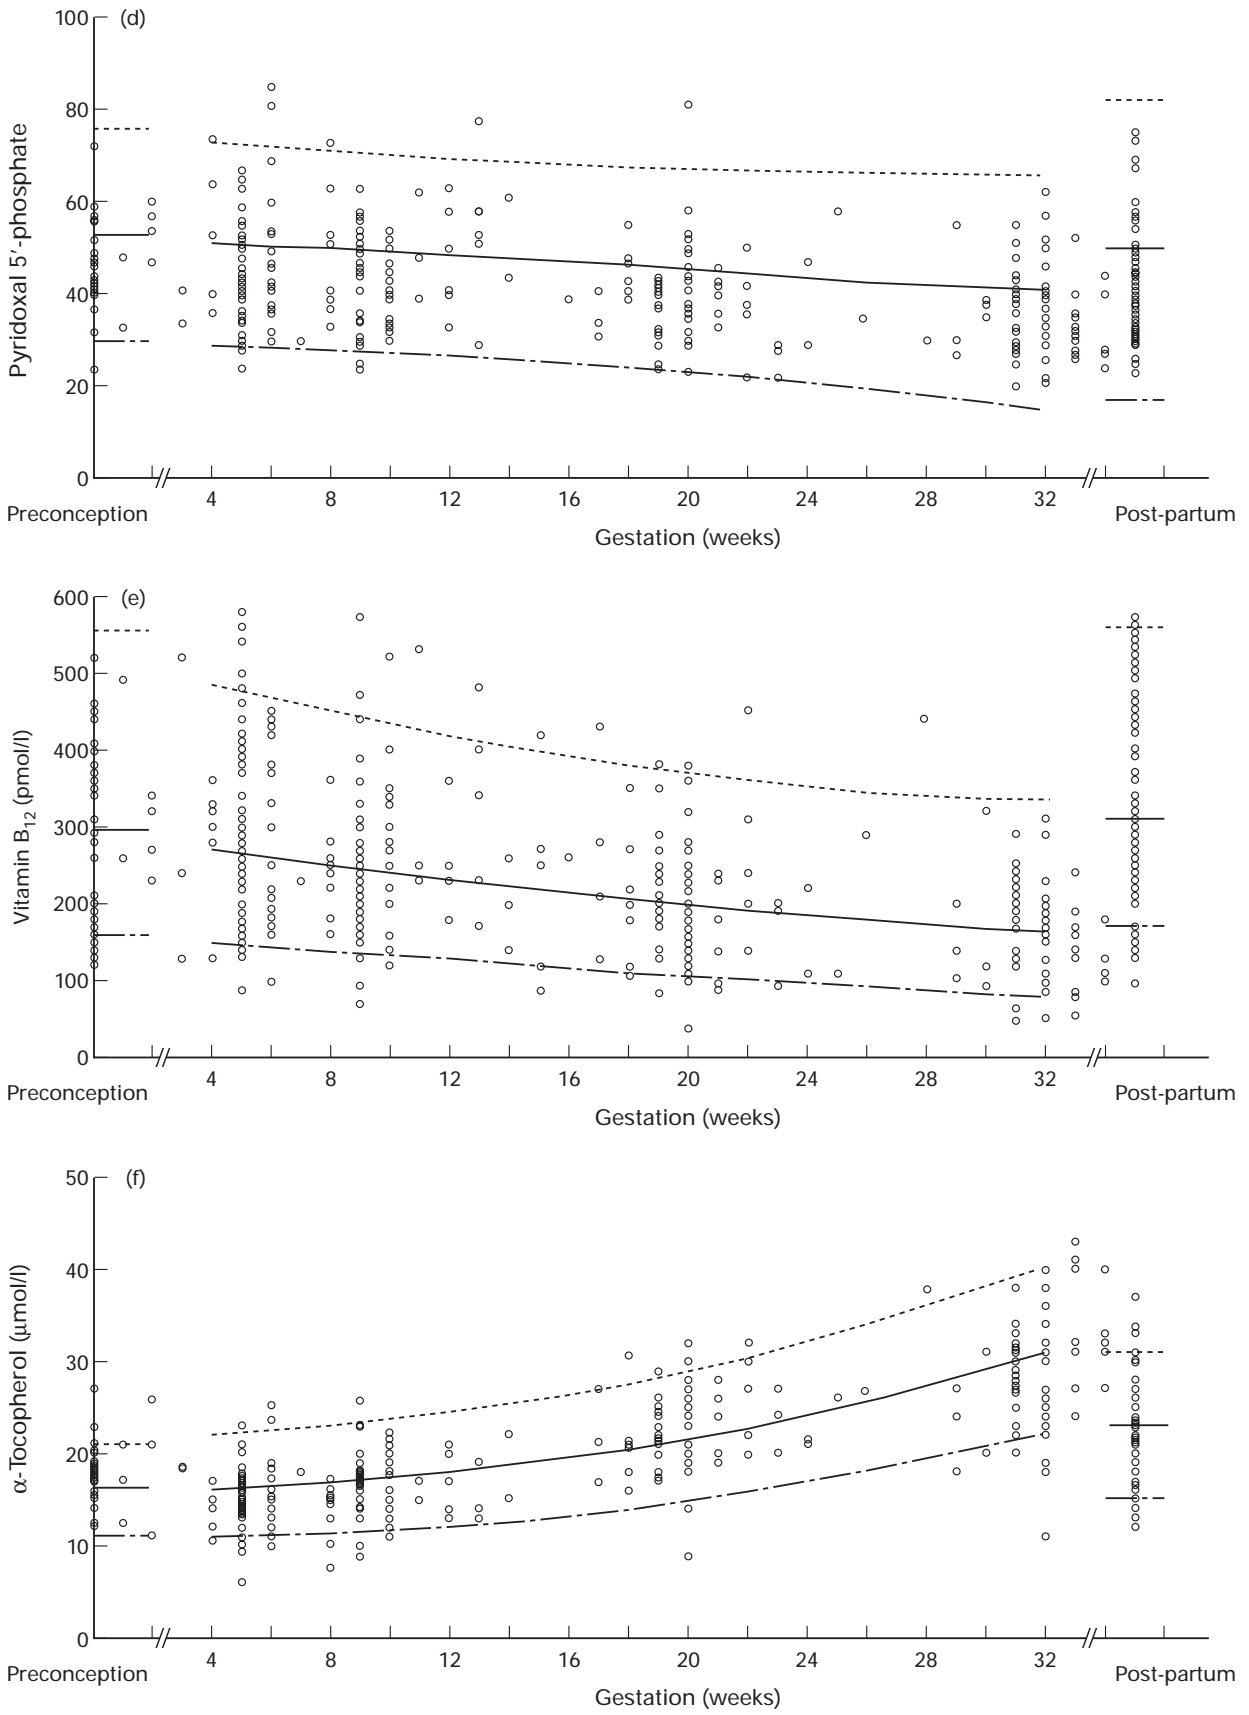 (d)
Pyridoxal 5′-phosphate
100
80
60
40
20
0
4 8 12 16 20 24 28 32
Preconception Post-partum
Gestation (weeks)
(e)
Vitamin B12 (pmol/l)
600
500
400
300
200
100
0
4 8 12 16 20 24 28 32
Preconception Post-partum
Gestation (weeks)
(f)
α-Tocopherol (μmol/l)
50
40
30
20
10
0
4 8 12 16 20 24 28 32
Preconception Post-partum
Gestation (weeks)